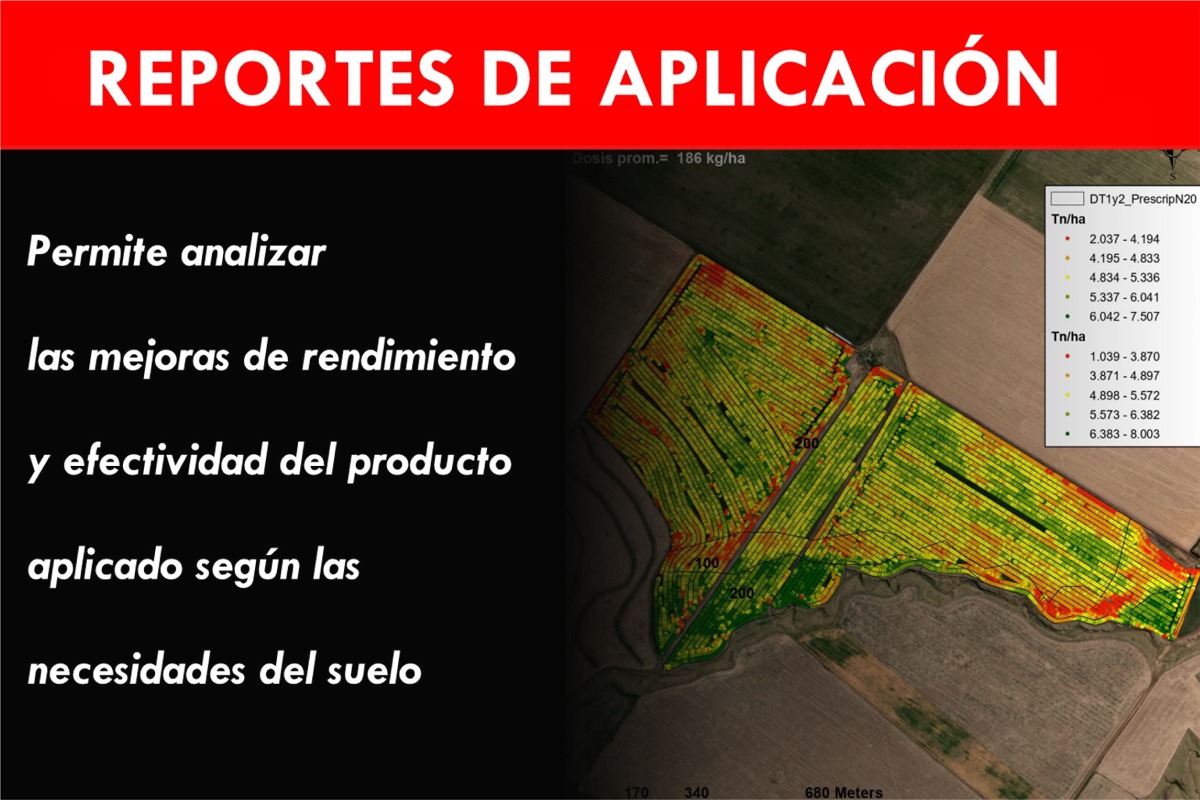 REPORTES DE APLICACIÓN
Permite analizar
las mejoras de rendimiento
y efectividad del producto
aplicado según las
necesidades del suelo
Dosis prom.= 186 kg/ha
S
DT1y2_PrescripN20
Tn/ha
2.037 - 4.194
4.195 - 4.833
4.834 - 5.336
5.337 - 6.041
6.042 - 7.507
Tn/ha
1.039 - 3.870
3.871 - 4.897
4.898 - 5.572
5.573 - 6.382
6.383 - 8.003
200
100
200
170 340 680 Meters